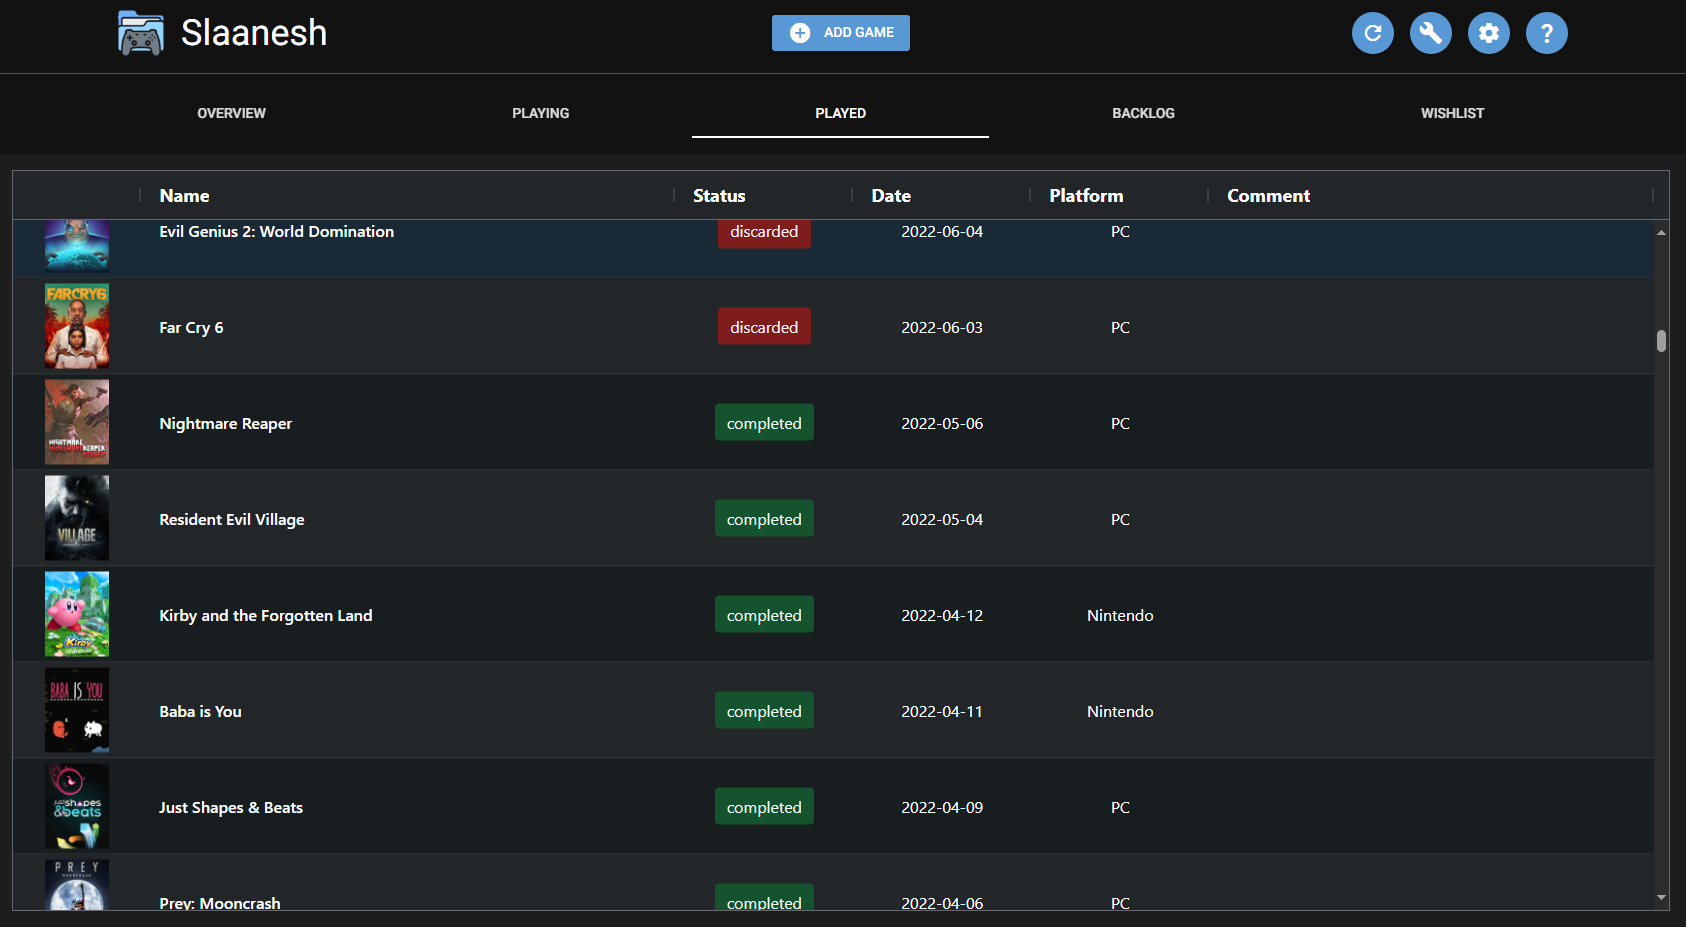 Slaanesh
ADD GAME
?
OVERVIEW PLAYING PLAYED BACKLOG WISHLIST
Name Status Date Platform Comment
Evil Genius 2: World Domination discarded 2022-06-04 PC
FARCRY6
Far Cry 6 discarded 2022-06-03 PC
NIGHTMARE REAPER
Nightmare Reaper completed 2022-05-06 PC
VILLAGE
Resident Evil Village completed 2022-05-04 PC
Kirby
Kirby and the Forgotten Land completed 2022-04-12 Nintendo
BABA IS YOU
Baba is You completed 2022-04-11 Nintendo
JUST SHAPES
&beats
Just Shapes & Beats completed 2022-04-09 PC
PREY
MOONCRASH
Prey: Mooncrash completed 2022-04-06 PC